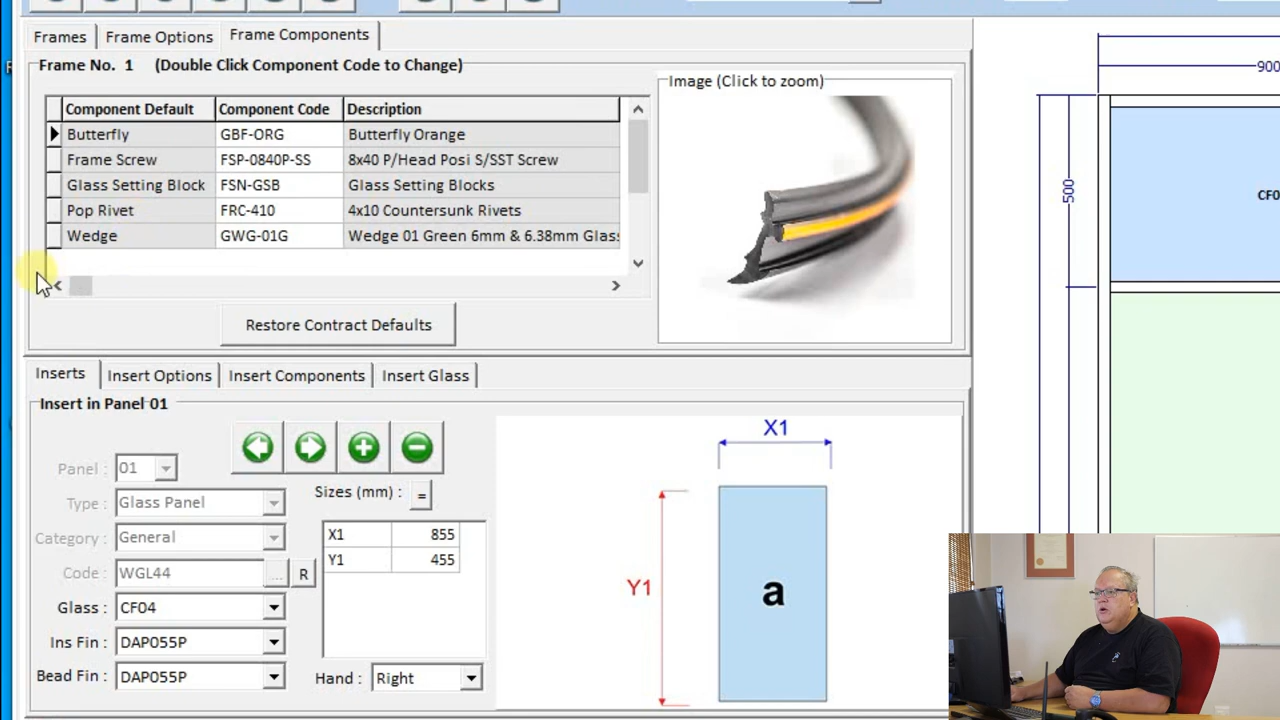 Frames Frame Options Frame Components
Frame No. 1 (Double Click Component Code to Change)
Image (Click to zoom)
Component Default Component Code Description
Butterfly GBF-ORG Butterfly Orange
Frame Screw FSP-0840P-SS 8x40 P/Head Posi S/SST Screw
Glass Setting Block FSN-GSB Glass Setting Blocks
Pop Rivet FRC-410 4x10 Countersunk Rivets
Wedge GWG-01G Wedge 01 Green 6mm & 6.38mm Glas
Restore Contract Defaults
Inserts Insert Options Insert Components Insert Glass
Insert in Panel 01
Panel : 01
Type : Glass Panel
Category : General
Code : WGL44 ... R
Glass : CF04
Ins Fin : DAP055P
Bead Fin : DAP055P
Sizes (mm) : =
X1 855
Y1 455
Hand : Right
X1
Y1
a
900
500
CF0